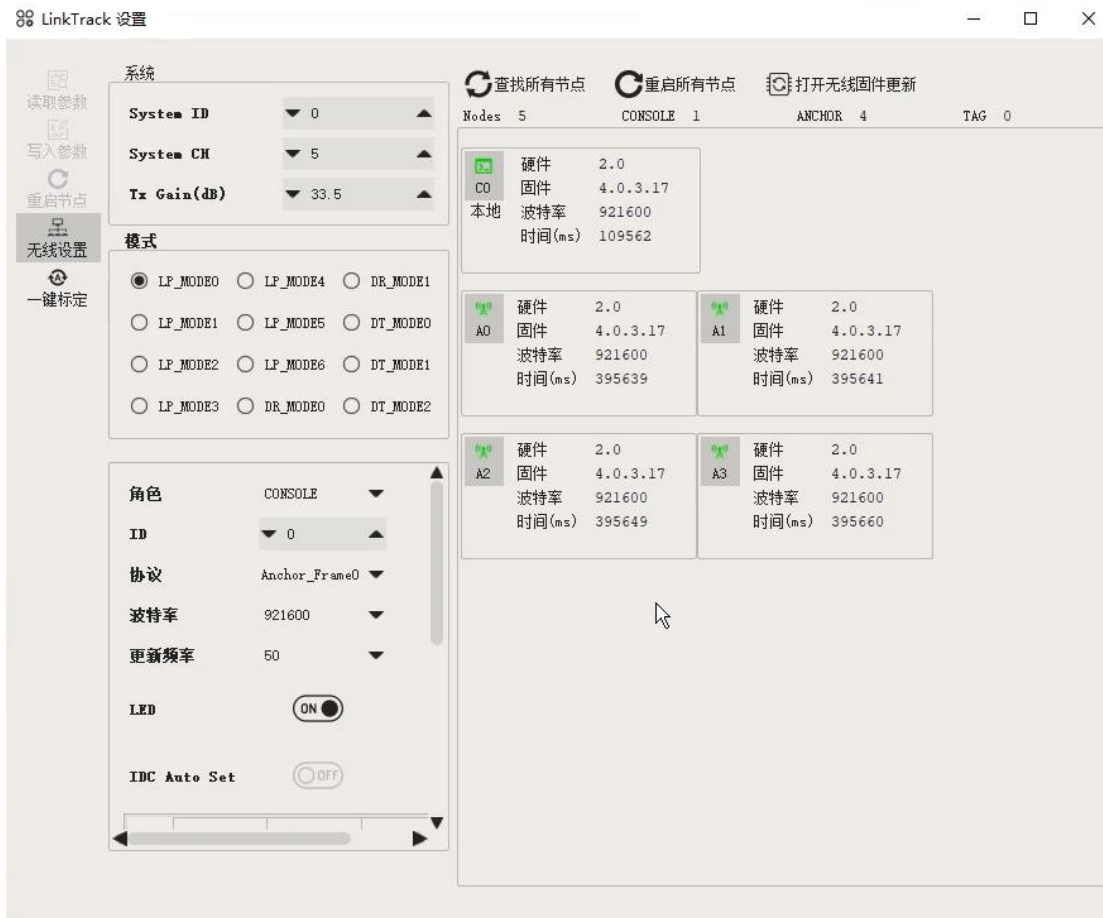 LinkTrack 设置
读取参数
写入参数
重启节点
无线设置
一键标定
系统
System ID 0
System CH 5
Tx Gain(dB) 33.5
模式
LP_MODE0 LP_MODE4 DR_MODE1
LP_MODE1 LP_MODE5 DT_MODE0
LP_MODE2 LP_MODE6 DT_MODE1
LP_MODE3 DR_MODE0 DT_MODE2
角色 CONSOLE
ID 0
协议 Anchor_Frame0
波特率 921600
更新频率 50
LED ON
IDC Auto Set OFF
查找所有节点 重启所有节点 打开无线固件更新
Nodes 5 CONSOLE 1 ANCHOR 4 TAG 0
C0
本地
硬件 2.0
固件 4.0.3.17
波特率 921600
时间(ms) 109562
A0
硬件 2.0
固件 4.0.3.17
波特率 921600
时间(ms) 395639
A1
硬件 2.0
固件 4.0.3.17
波特率 921600
时间(ms) 395641
A2
硬件 2.0
固件 4.0.3.17
波特率 921600
时间(ms) 395649
A3
硬件 2.0
固件 4.0.3.17
波特率 921600
时间(ms) 395660